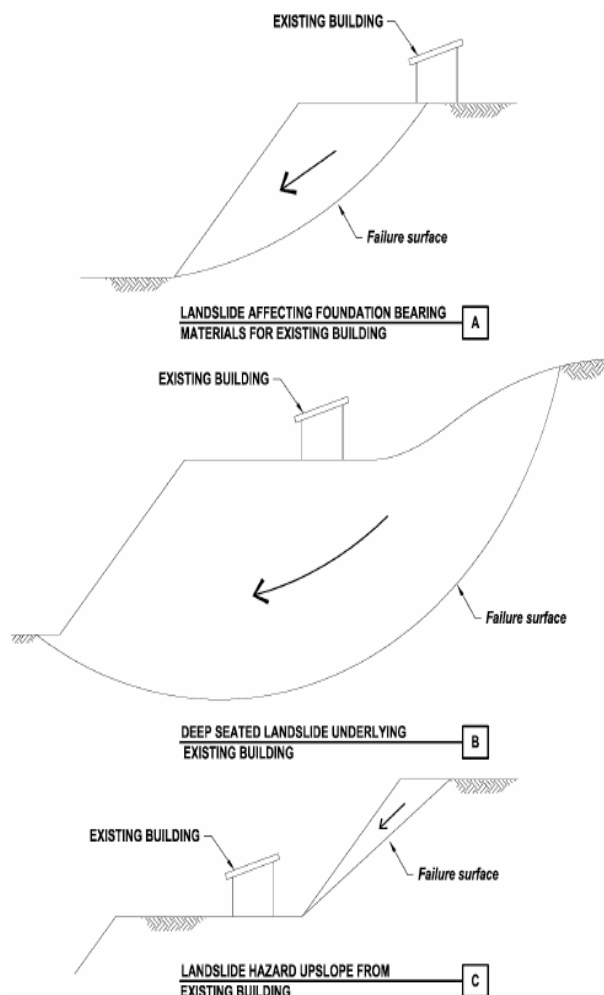 EXISTING BUILDING
Failure surface
LANDSLIDE AFFECTING FOUNDATION BEARING
MATERIALS FOR EXISTING BUILDING
A
EXISTING BUILDING
Failure surface
DEEP SEATED LANDSLIDE UNDERLYING
EXISTING BUILDING
B
EXISTING BUILDING
Failure surface
LANDSLIDE HAZARD UPSLOPE FROM
EXISTING BUILDING
C